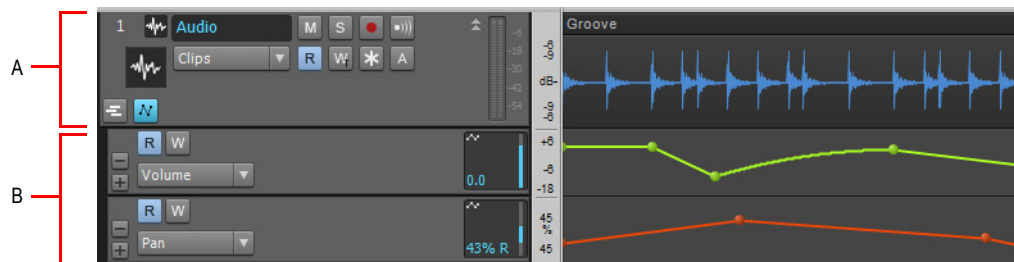 A
1 Audio M S
Clips R W A
-6
-18
-30
-42
-54
-6
-9
dB-
-9
-6
Groove
B
R W
Volume
0.0
+6
-6
-18
R W
Pan
43% R
45
%
45